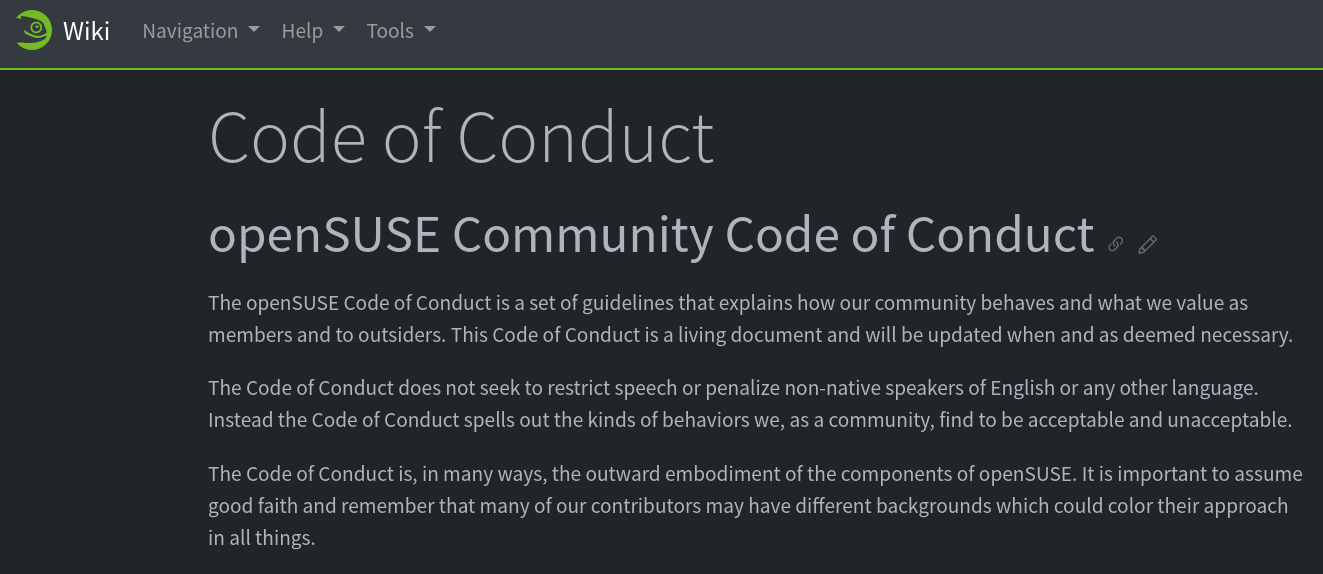 Wiki Navigation Help Tools
Code of Conduct
openSUSE Community Code of Conduct
The openSUSE Code of Conduct is a set of guidelines that explains how our community behaves and what we value as
members and to outsiders. This Code of Conduct is a living document and will be updated when and as deemed necessary.
The Code of Conduct does not seek to restrict speech or penalize non-native speakers of English or any other language.
Instead the Code of Conduct spells out the kinds of behaviors we, as a community, find to be acceptable and unacceptable.
The Code of Conduct is, in many ways, the outward embodiment of the components of openSUSE. It is important to assume
good faith and remember that many of our contributors may have different backgrounds which could color their approach
in all things.